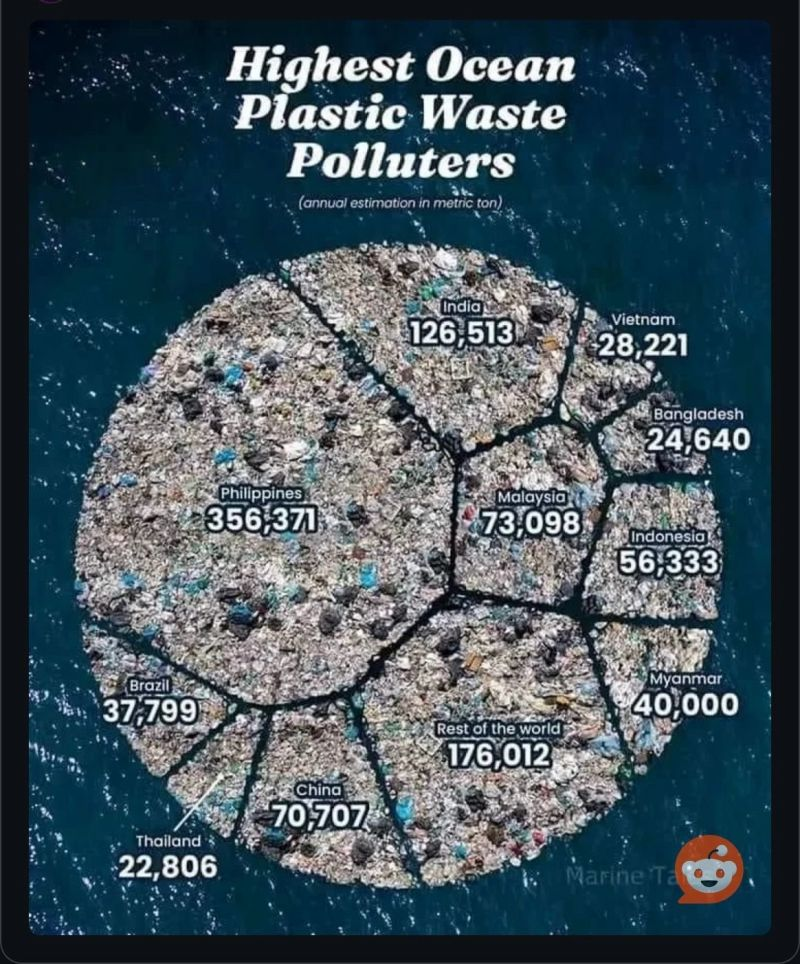 Highest Ocean
Plastic Waste
Polluters
(annual estimation in metric ton)
India
126,513
Vietnam
28,221
Bangladesh
24,640
Philippines
356,371
Malaysia
73,098
Indonesia
56,333
Myanmar
40,000
Brazil
37,799
Rest of the world
176,012
China
70,707
Thailand
22,806
Marine